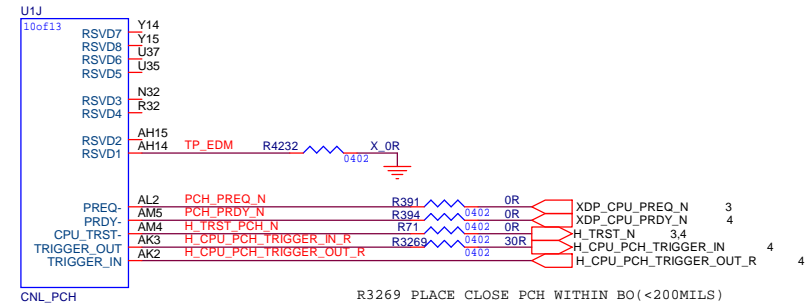 U1J
10of13
RSVD7 Y14
RSVD8 Y15
RSVD6 U37
RSVD5 U35
RSVD3 N32
RSVD4 R32
RSVD2 AH15
RSVD1 AH14 TP_EDM R4232 0402 X_0R
PREQ- AL2 PCH_PREQ_N R391 0402 0R XDP_CPU_PREQ_N 3
PRDY- AM5 PCH_PRDY_N R394 0402 0R XDP_CPU_PRDY_N 4
CPU_TRST- AM4 H_TRST_PCH_N R71 0402 0R H_TRST_N 3,4
TRIGGER_OUT AK3 H_CPU_PCH_TRIGGER_IN_R R3269 0402 30R H_CPU_PCH_TRIGGER_IN 4
TRIGGER_IN AK2 H_CPU_PCH_TRIGGER_OUT_R H_CPU_PCH_TRIGGER_OUT_R 4
CNL_PCH
R3269 PLACE CLOSE PCH WITHIN BO(<200MILS)